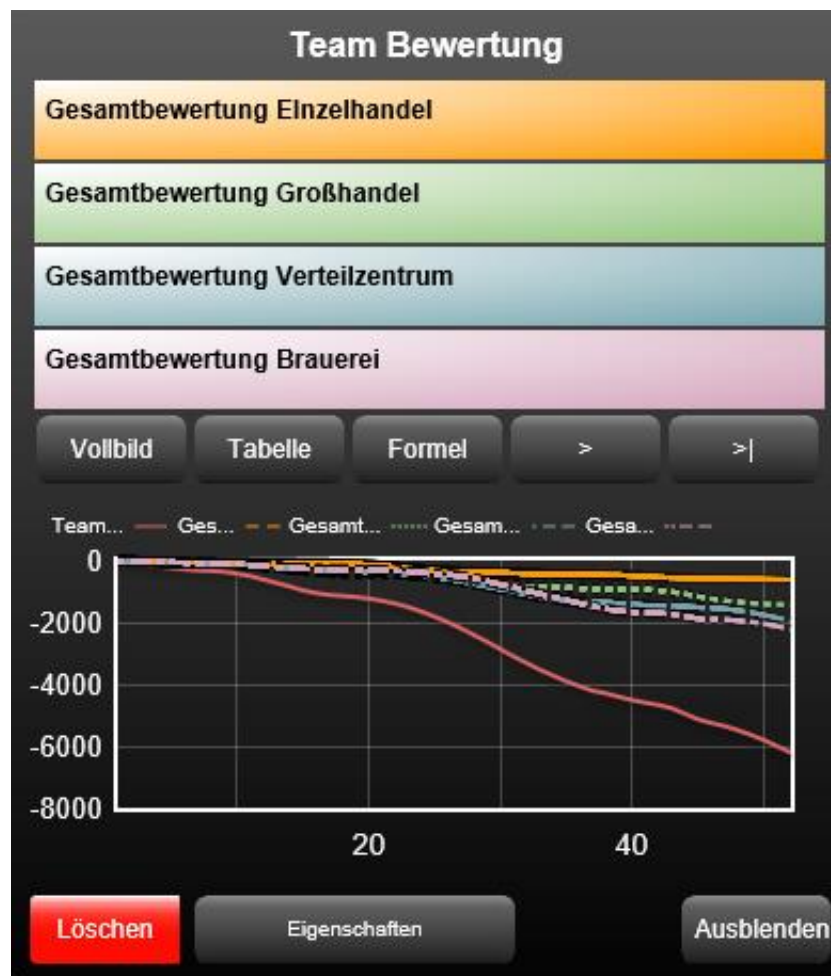 Team Bewertung
Gesamtbewertung EInzelhandel
Gesamtbewertung Großhandel
Gesamtbewertung Verteilzentrum
Gesamtbewertung Brauerei
Vollbild Tabelle Formel > >|
Team... Ges... Gesamt... Gesam... Gesa...
0
-2000
-4000
-6000
-8000
20 40
Löschen Eigenschaften Ausblenden